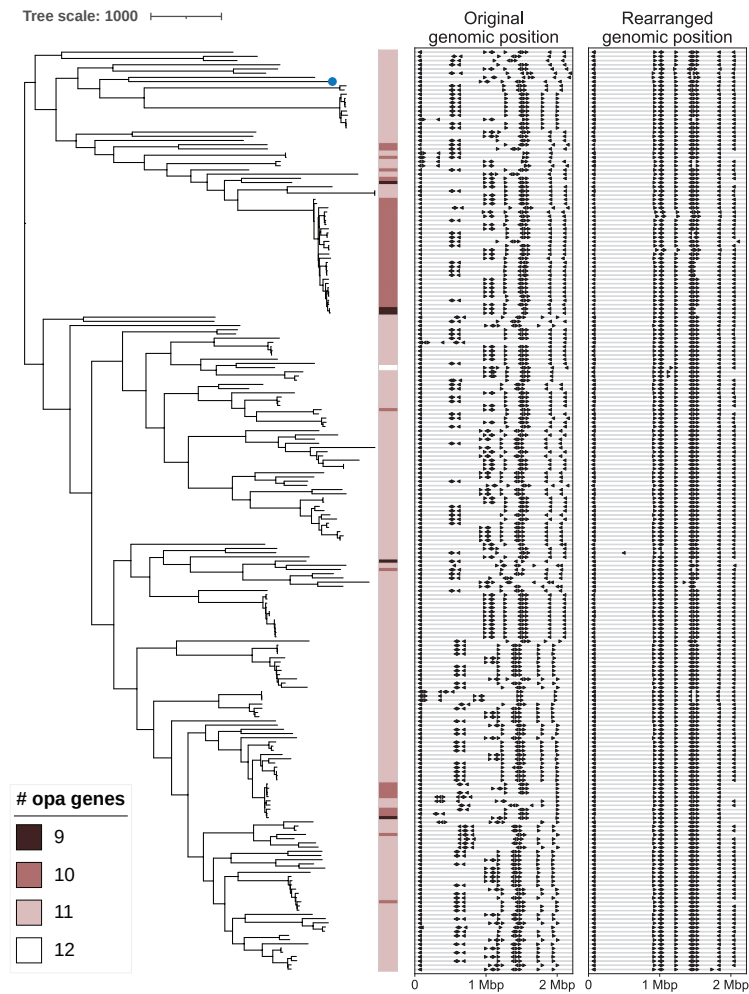 Tree scale: 1000
Original
genomic position
Rearranged
genomic position
# opa genes
9
10
11
12
0
1 Mbp
2 Mbp
0
1 Mbp
2 Mbp